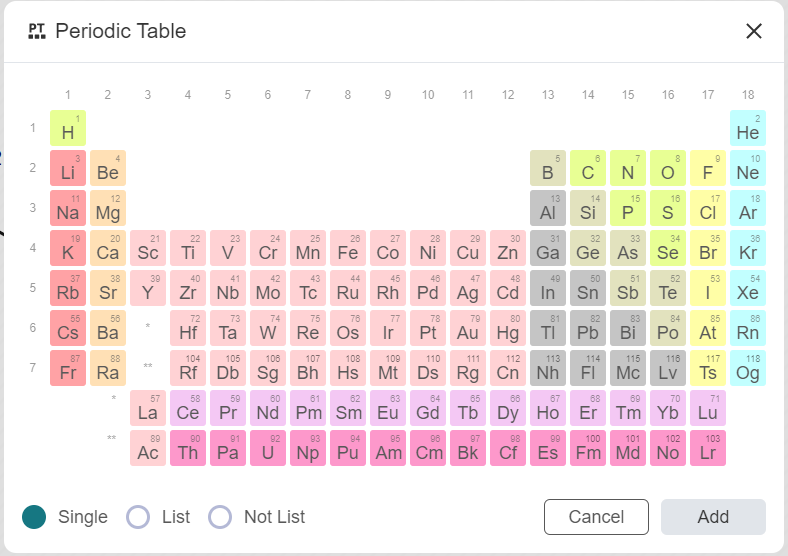 PT Periodic Table
1 2 3 4 5 6 7 8 9 10 11 12 13 14 15 16 17 18
1 H 1 He 2
2 Li 3 Be 4 B 5 C 6 N 7 O 8 F 9 Ne 10
3 Na 11 Mg 12 Al 13 Si 14 P 15 S 16 Cl 17 Ar 18
4 K 19 Ca 20 Sc 21 Ti 22 V 23 Cr 24 Mn 25 Fe 26 Co 27 Ni 28 Cu 29 Zn 30 Ga 31 Ge 32 As 33 Se 34 Br 35 Kr 36
5 Rb 37 Sr 38 Y 39 Zr 40 Nb 41 Mo 42 Tc 43 Ru 44 Rh 45 Pd 46 Ag 47 Cd 48 In 49 Sn 50 Sb 51 Te 52 I 53 Xe 54
6 Cs 55 Ba 56 * Hf 72 Ta 73 W 74 Re 75 Os 76 Ir 77 Pt 78 Au 79 Hg 80 Tl 81 Pb 82 Bi 83 Po 84 At 85 Rn 86
7 Fr 87 Ra 88 ** Rf 104 Db 105 Sg 106 Bh 107 Hs 108 Mt 109 Ds 110 Rg 111 Cn 112 Nh 113 Fl 114 Mc 115 Lv 116 Ts 117 Og 118
* La 57 Ce 58 Pr 59 Nd 60 Pm 61 Sm 62 Eu 63 Gd 64 Tb 65 Dy 66 Ho 67 Er 68 Tm 69 Yb 70 Lu 71
** Ac 89 Th 90 Pa 91 U 92 Np 93 Pu 94 Am 95 Cm 96 Bk 97 Cf 98 Es 99 Fm 100 Md 101 No 102 Lr 103
Single List Not List Cancel Add